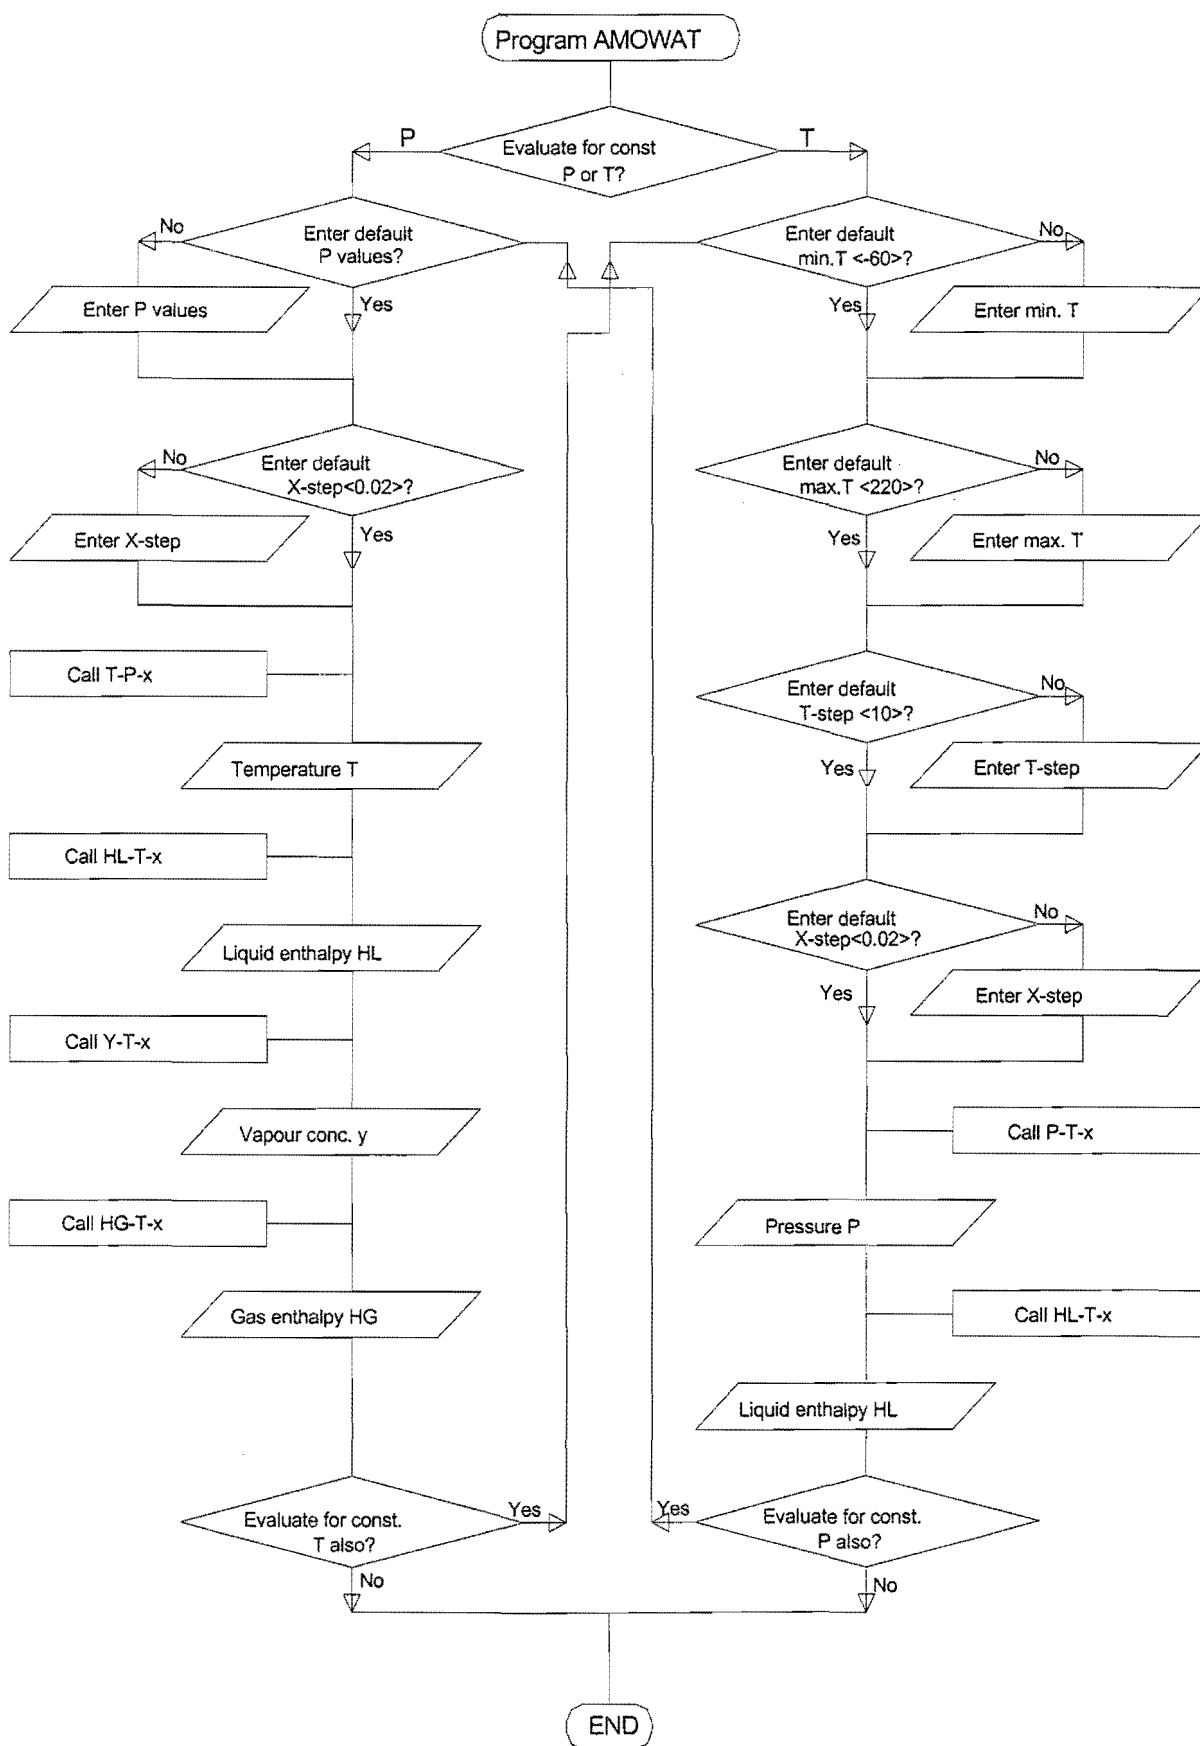 Program AMOWAT
Evaluate for const
P or T?
P
T
No
Enter default
P values?
Enter P values
Yes
No
Enter default
X-step<0.02>?
Enter X-step
Yes
Call T-P-x
Temperature T
Call HL-T-x
Liquid enthalpy HL
Call Y-T-x
Vapour conc. y
Call HG-T-x
Gas enthalpy HG
Evaluate for const.
T also?
Yes
No
Enter default
min.T <-60>?
No
Yes
Enter min. T
Enter default
max.T <220>?
No
Yes
Enter max. T
Enter default
T-step <10>?
No
Yes
Enter T-step
Enter default
X-step<0.02>?
No
Yes
Enter X-step
Call P-T-x
Pressure P
Call HL-T-x
Liquid enthalpy HL
Yes
Evaluate for const.
P also?
No
END